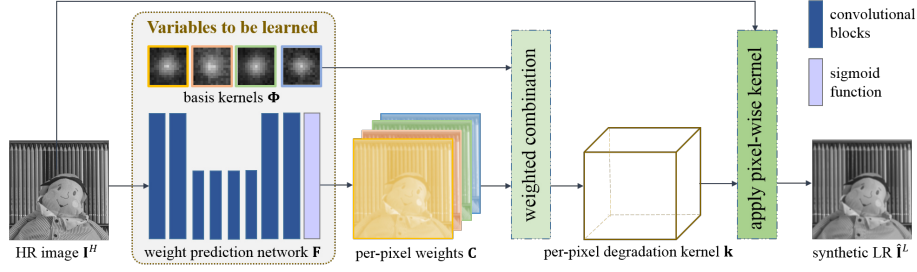 Variables to be learned
basis kernels Φ
weight prediction network F
HR image I^H
per-pixel weights C
weighted combination
per-pixel degradation kernel k
apply pixel-wise kernel
synthetic LR Î^L
convolutional
blocks
sigmoid
function